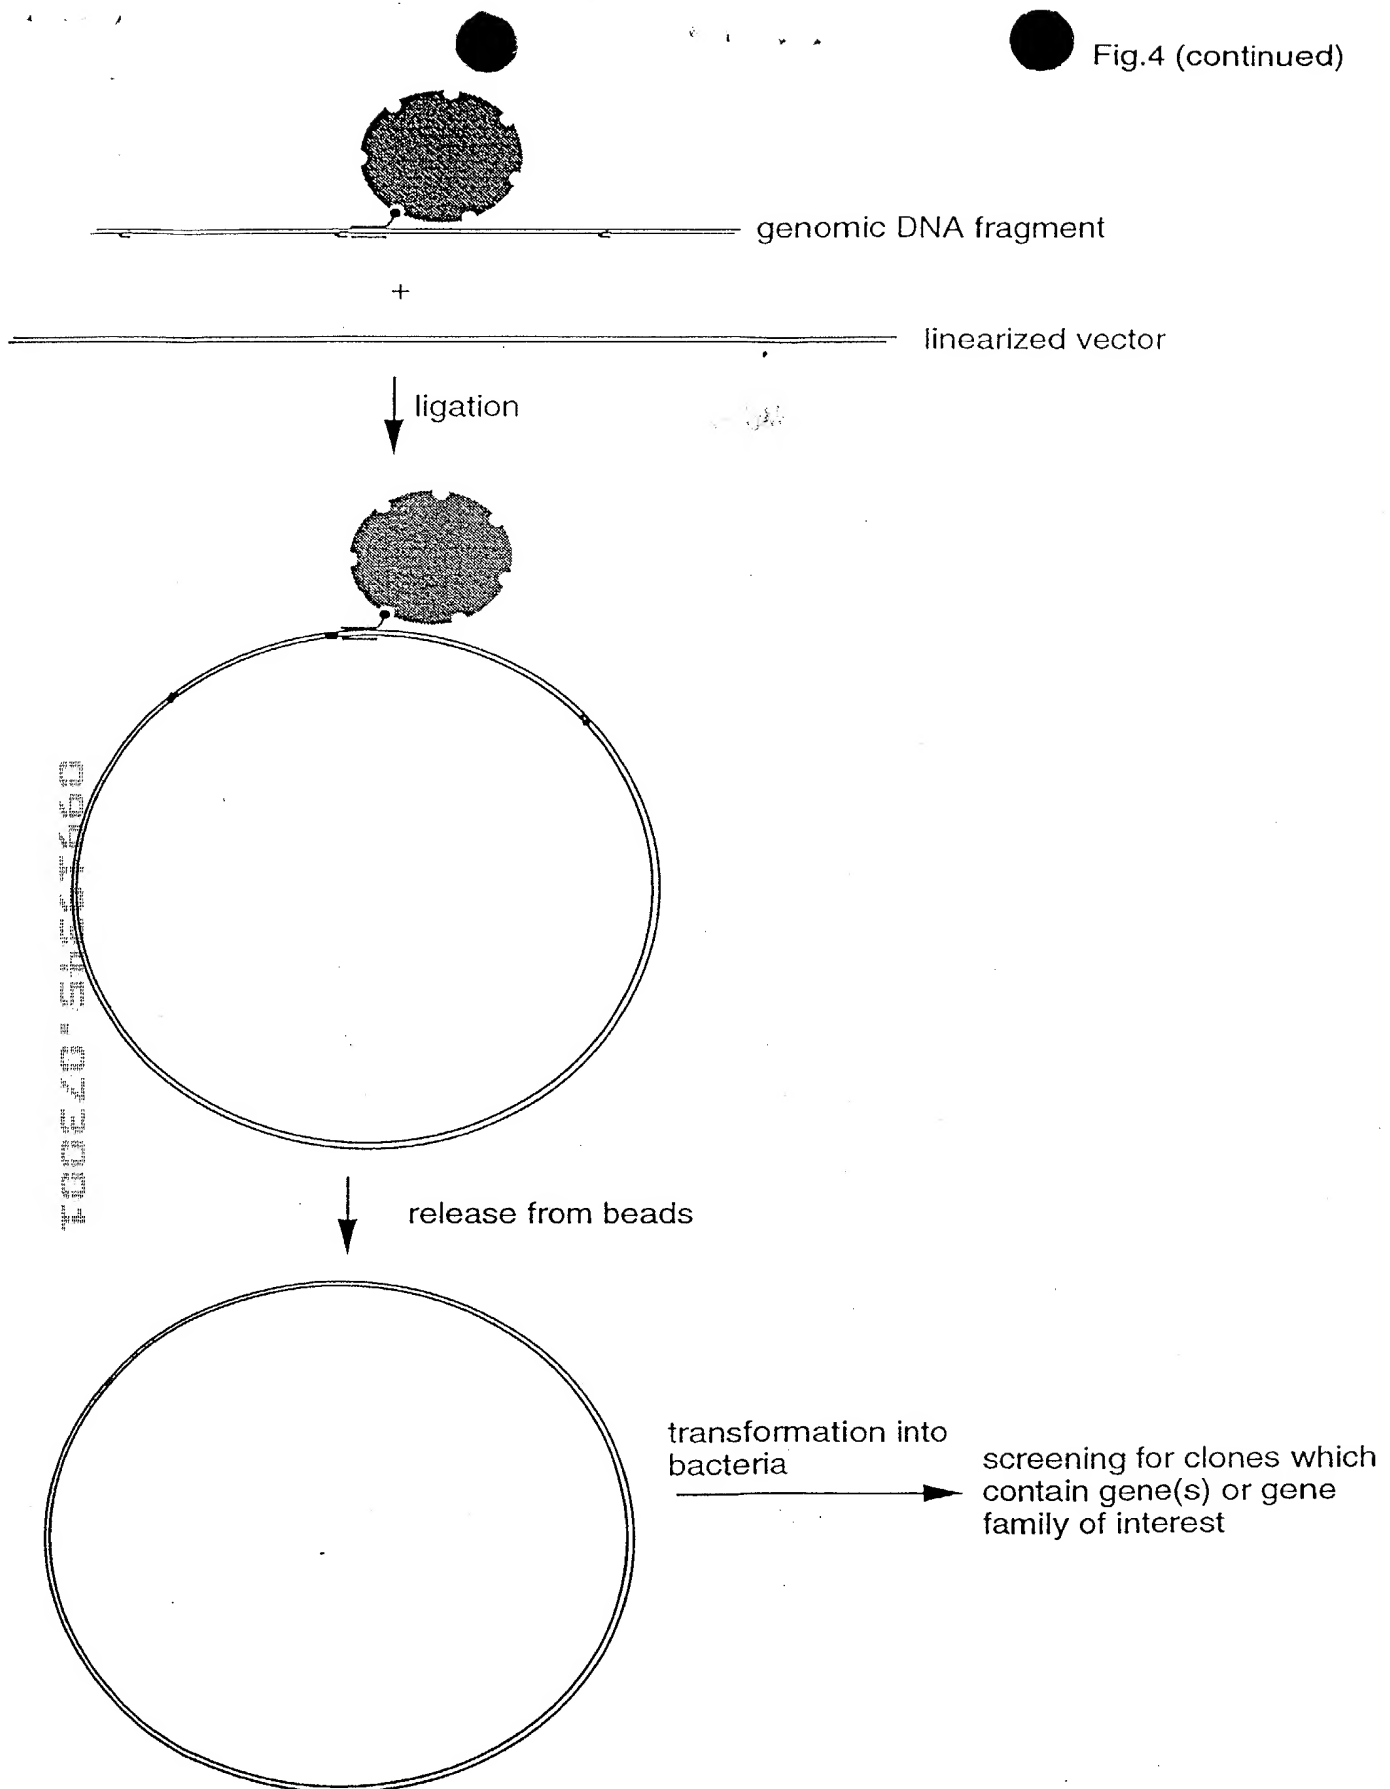 Fig.4 (continued)
genomic DNA fragment
+
linearized vector
ligation
release from beads
transformation into
bacteria
screening for clones which
contain gene(s) or gene
family of interest